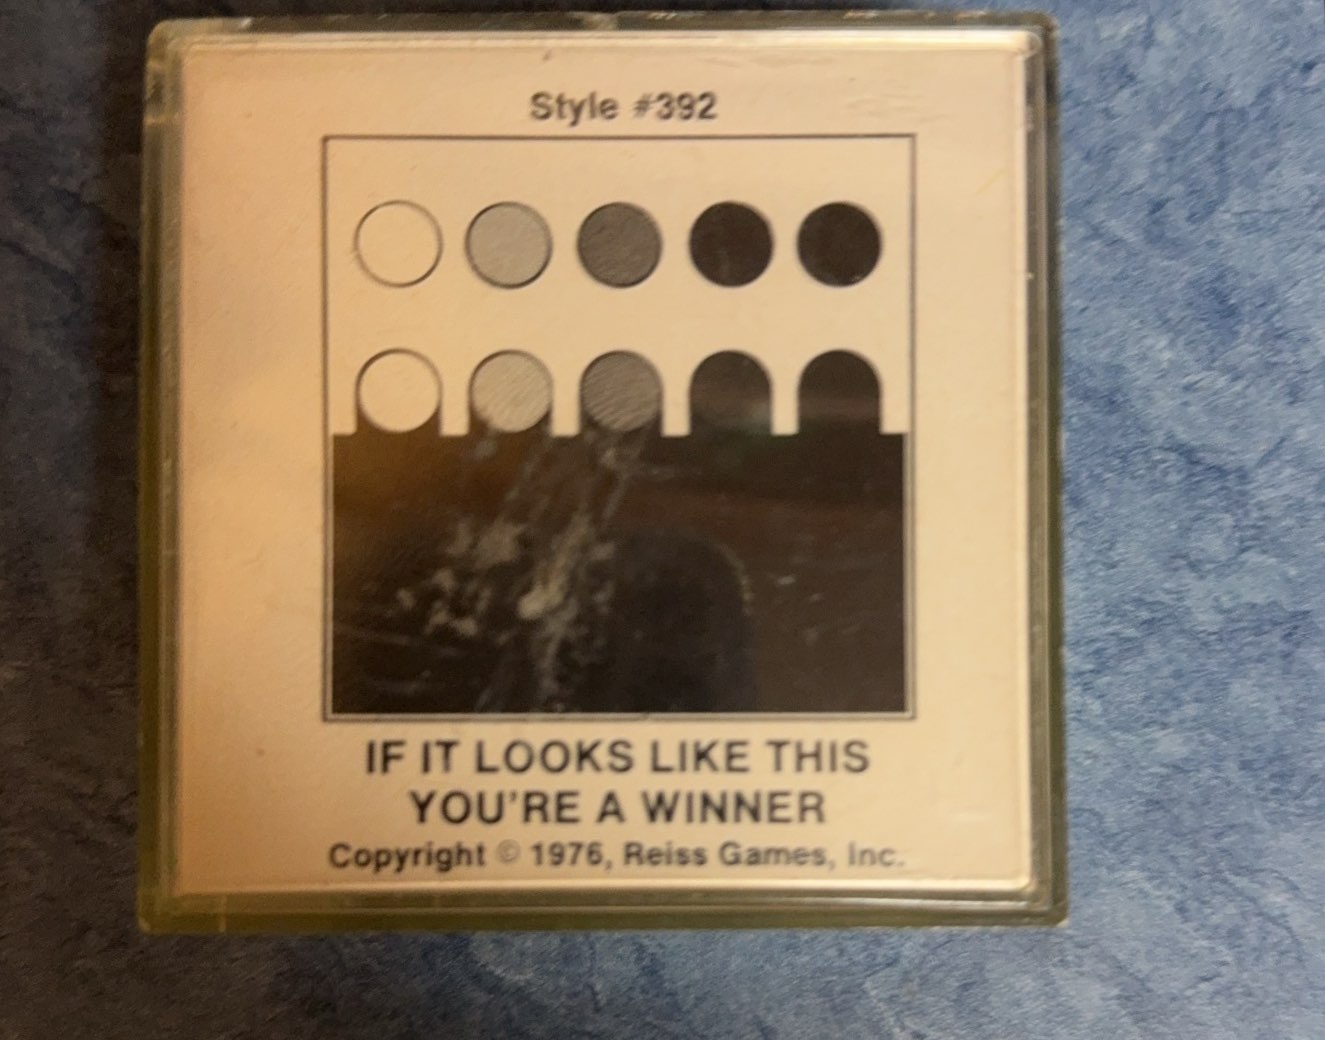 Style #392
IF IT LOOKS LIKE THIS
YOU'RE A WINNER
Copyright © 1976, Reiss Games, Inc.